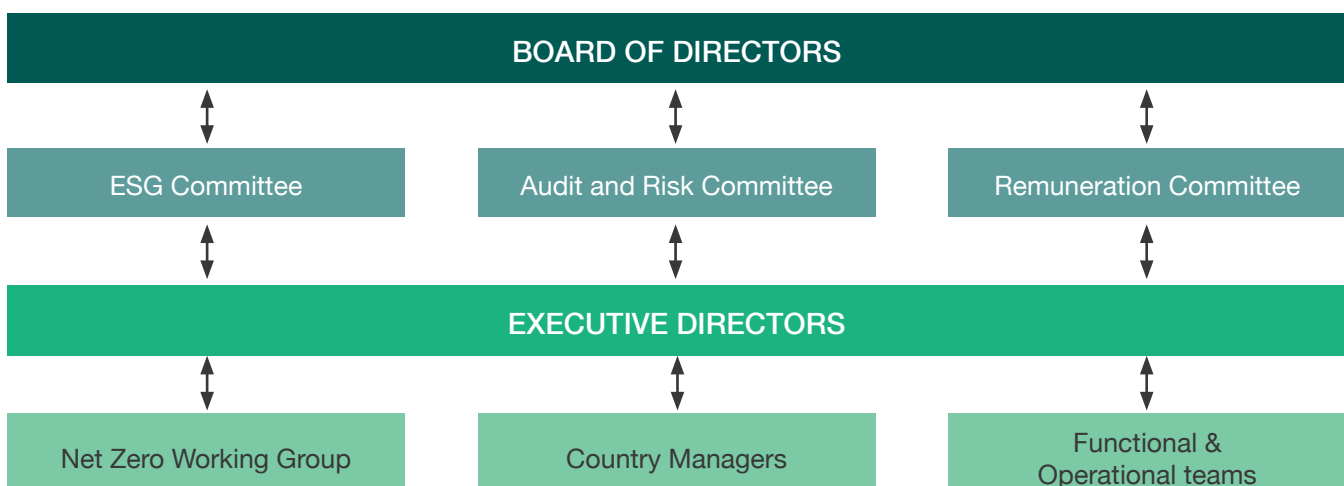 BOARD OF DIRECTORS
ESG Committee
Audit and Risk Committee
Remuneration Committee
EXECUTIVE DIRECTORS
Net Zero Working Group
Country Managers
Functional &
Operational teams